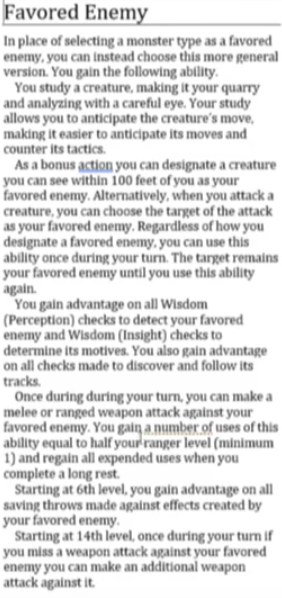 Favored Enemy
In place of selecting a monster type as a favored
enemy, you can instead choose this more general
version. You gain the following ability.
You study a creature, making it your quarry
and analyzing with a careful eye. Your study
allows you to anticipate the creature's move,
making it easier to anticipate its moves and
counter its tactics.
As a bonus action you can designate a creature
you can see within 100 feet of you as your
favored enemy. Alternatively, when you attack a
creature, you can choose the target of the attack
as your favored enemy. Regardless of how you
designate a favored enemy, you can use this
ability once during your turn. The target remains
your favored enemy until you use this ability
again.
You gain advantage on all Wisdom
(Perception) checks to detect your favored
enemy and Wisdom (Insight) checks to
determine its motives. You also gain advantage
on all checks made to discover and follow its
tracks.
Once during during your turn, you can make a
melee or ranged weapon attack against your
favored enemy. You gain a number of uses of this
ability equal to half your ranger level (minimum
1) and regain all expended uses when you
complete a long rest.
Starting at 6th level, you gain advantage on all
saving throws made against effects created by
your favored enemy.
Starting at 14th level, once during your turn if
you miss a weapon attack against your favored
enemy you can make an additional weapon
attack against it.